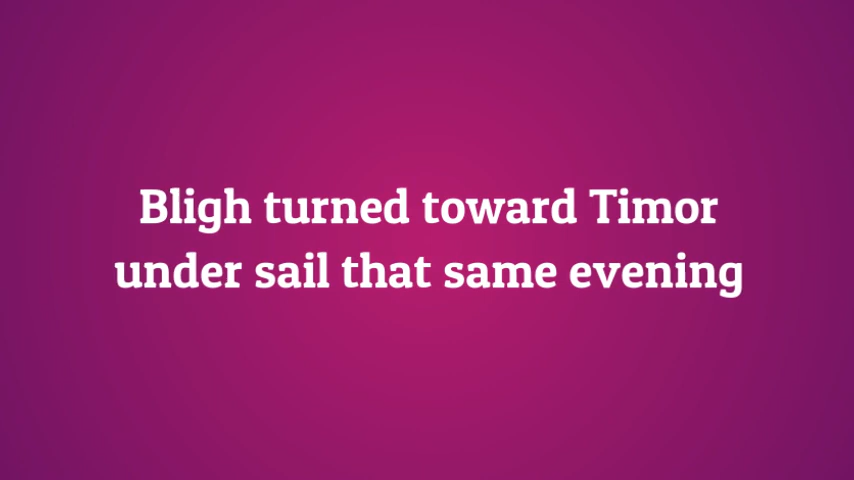 Bligh turned toward Timor
under sail that same evening